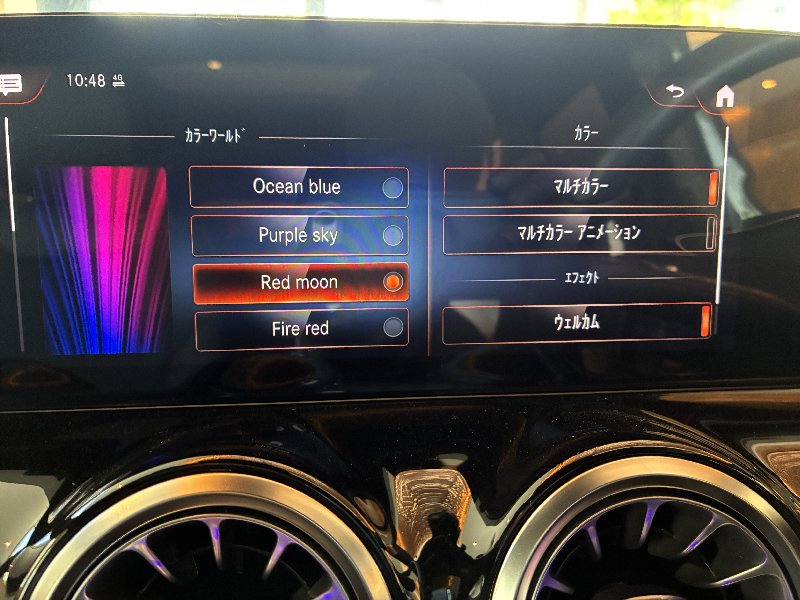 10:48 4G
カラーワールド
Ocean blue
Purple sky
Red moon
Fire red
カラー
マルチカラー
マルチカラー アニメーション
エフェクト
ウェルカム